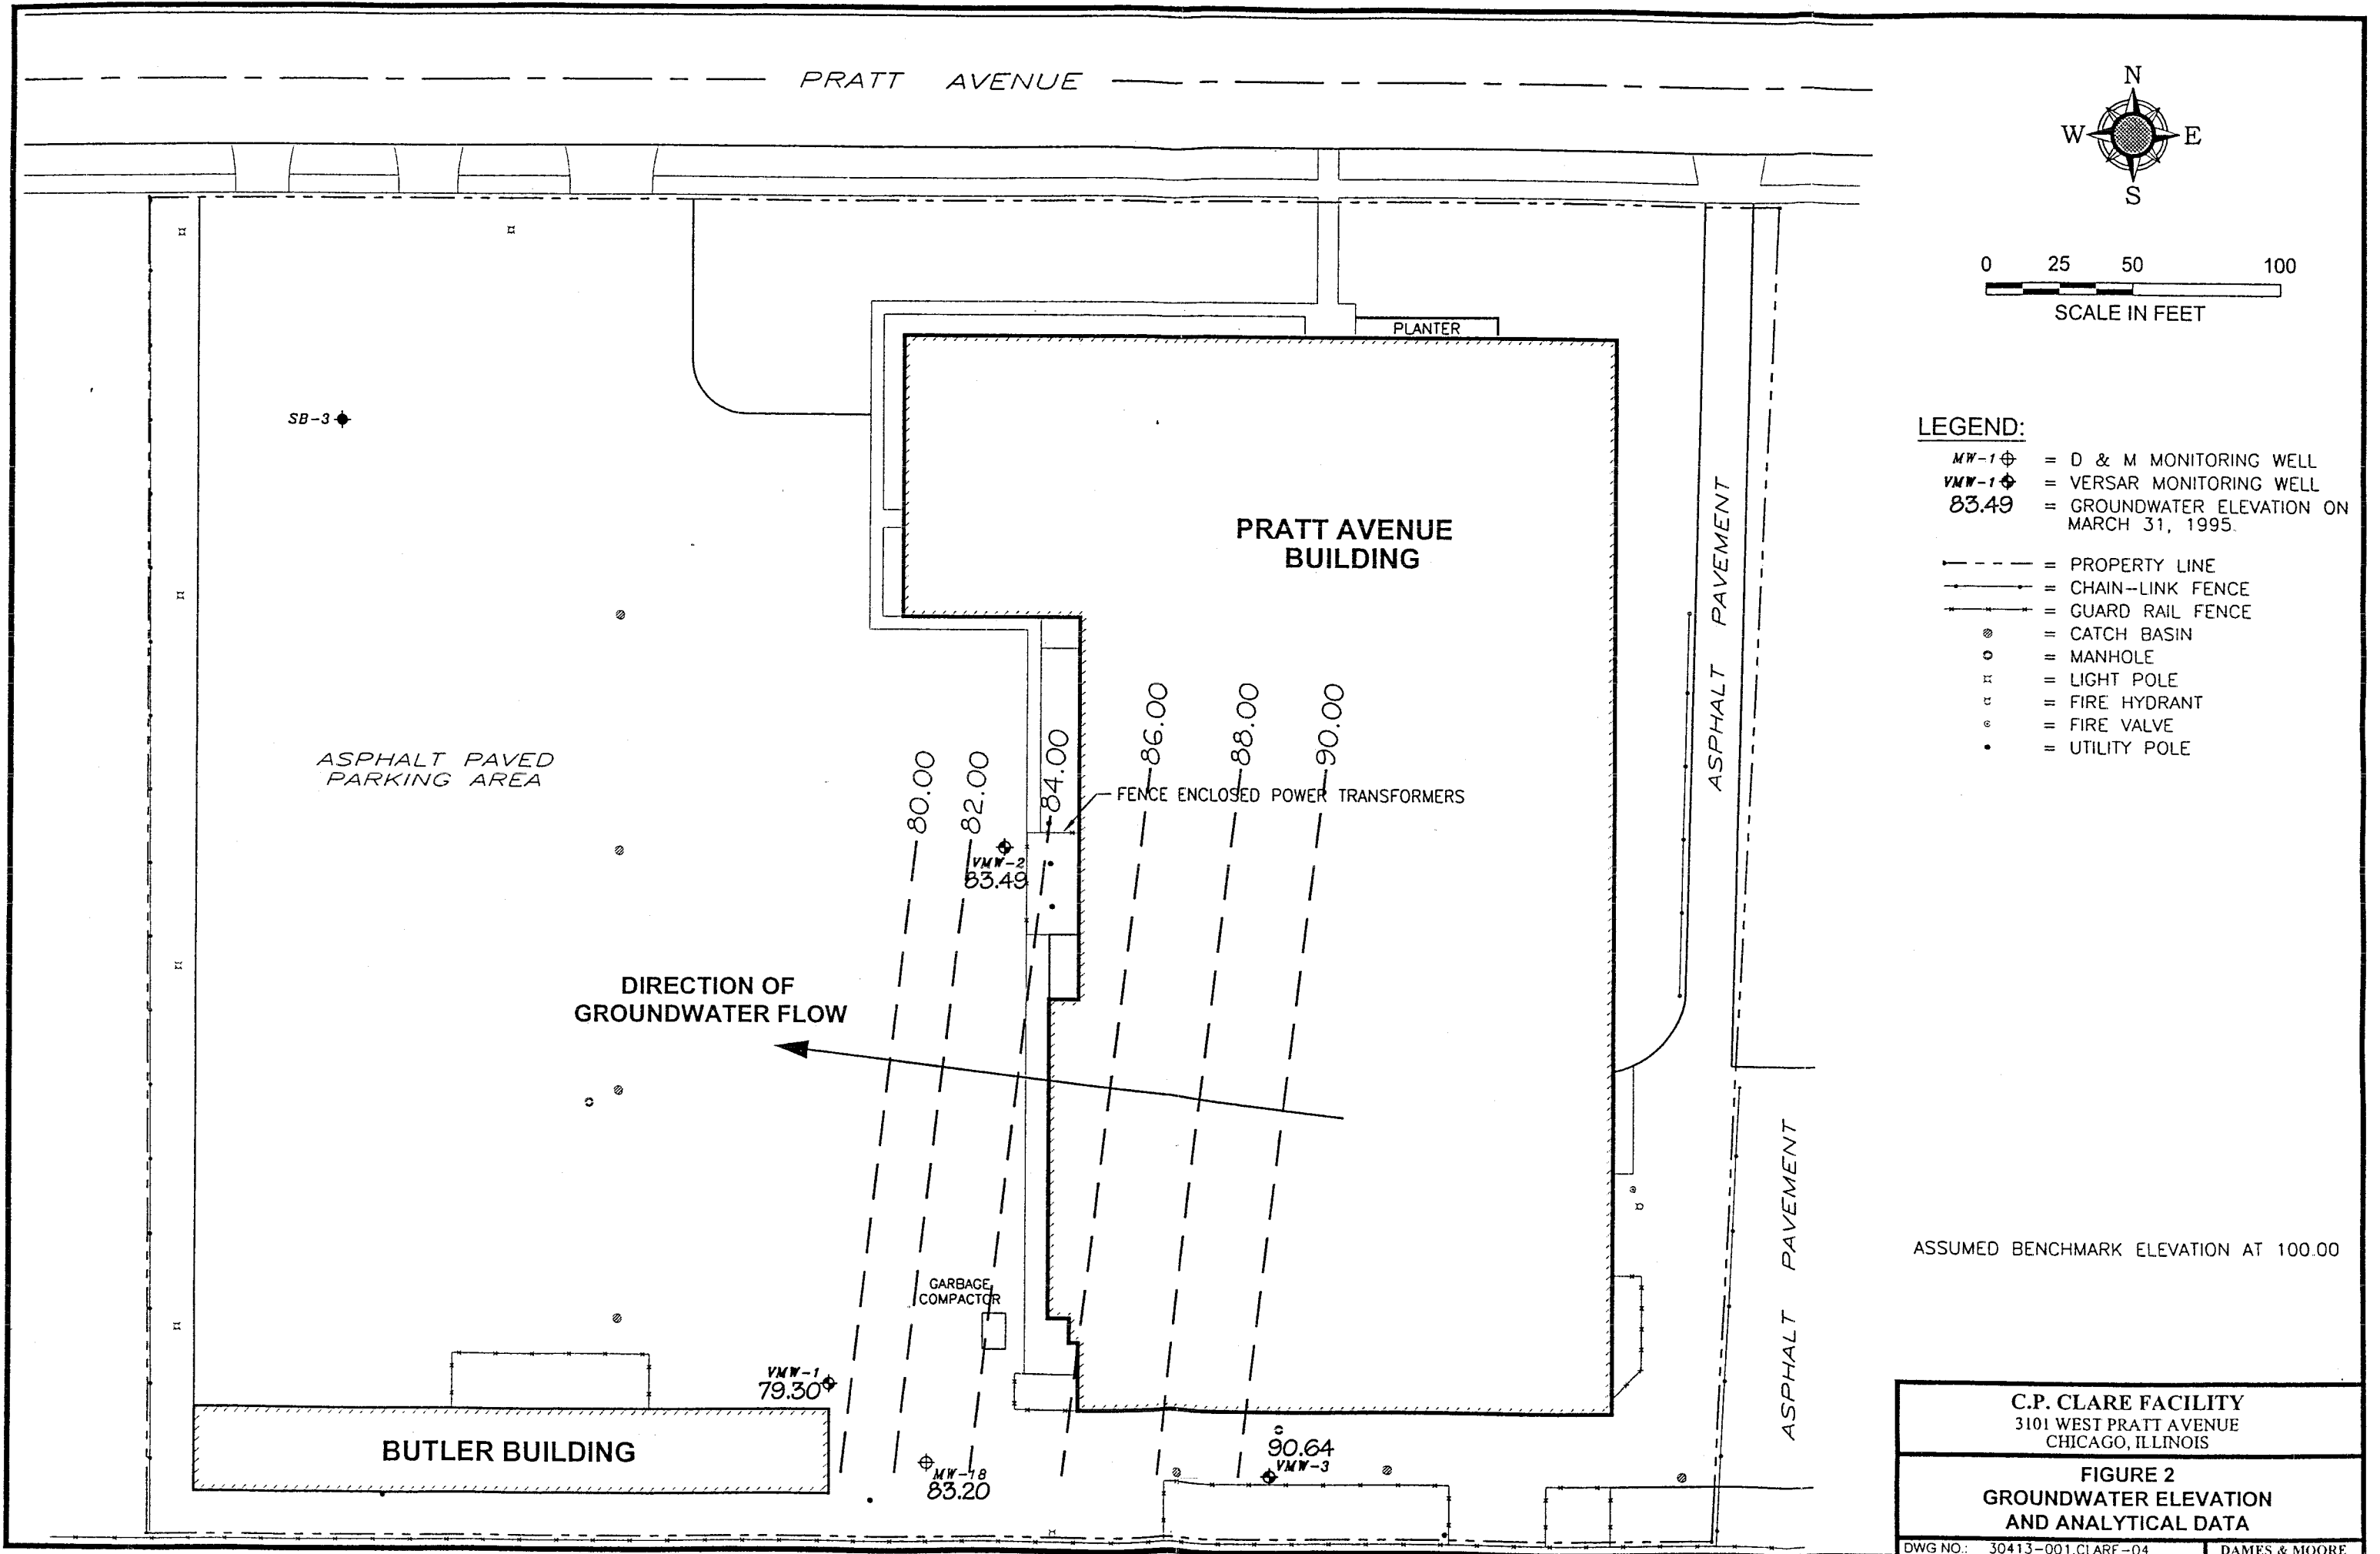 PRATT AVENUE
N
W E
S
0 25 50 100
SCALE IN FEET
PLANTER
SB-3
PRATT AVENUE
BUILDING
ASPHALT PAVEMENT
LEGEND:
MW-1 = D & M MONITORING WELL
VMW-1 = VERSAR MONITORING WELL
83.49 = GROUNDWATER ELEVATION ON
MARCH 31, 1995.
= PROPERTY LINE
= CHAIN-LINK FENCE
= GUARD RAIL FENCE
= CATCH BASIN
= MANHOLE
= LIGHT POLE
= FIRE HYDRANT
= FIRE VALVE
= UTILITY POLE
ASPHALT PAVED
PARKING AREA
80.00
82.00
84.00
86.00
88.00
90.00
FENCE ENCLOSED POWER TRANSFORMERS
VMW-2
83.49
DIRECTION OF
GROUNDWATER FLOW
ASPHALT PAVEMENT
GARBAGE
COMPACTOR
VMW-1
79.30
BUTLER BUILDING
MW-18
83.20
90.64
VMW-3
ASSUMED BENCHMARK ELEVATION AT 100.00
C.P. CLARE FACILITY
3101 WEST PRATT AVENUE
CHICAGO, ILLINOIS
FIGURE 2
GROUNDWATER ELEVATION
AND ANALYTICAL DATA
DWG NO.: 30413-001.CLARE-04 DAMES & MOORE